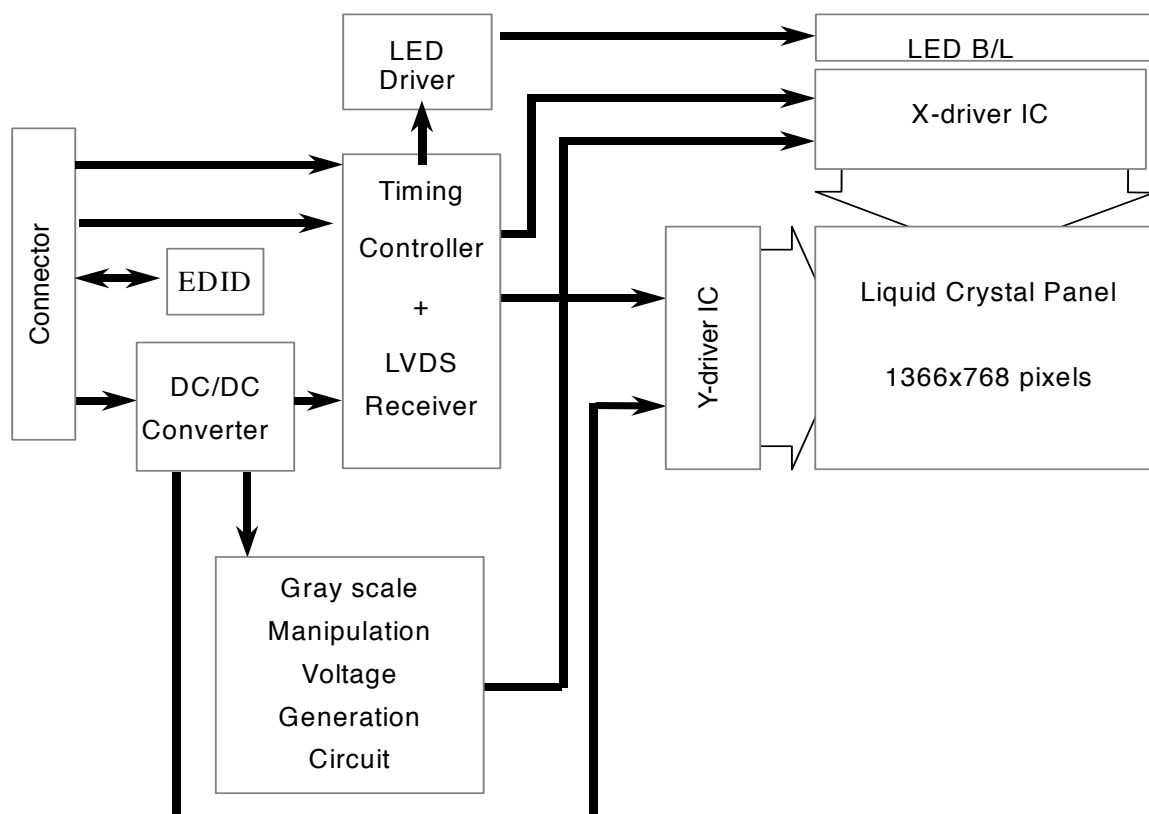 LED
Driver
LED B/L
X-driver IC
Connector
Timing
Controller
+
LVDS
Receiver
EDID
DC/DC
Converter
Y-driver IC
Liquid Crystal Panel
1366x768 pixels
Gray scale
Manipulation
Voltage
Generation
Circuit